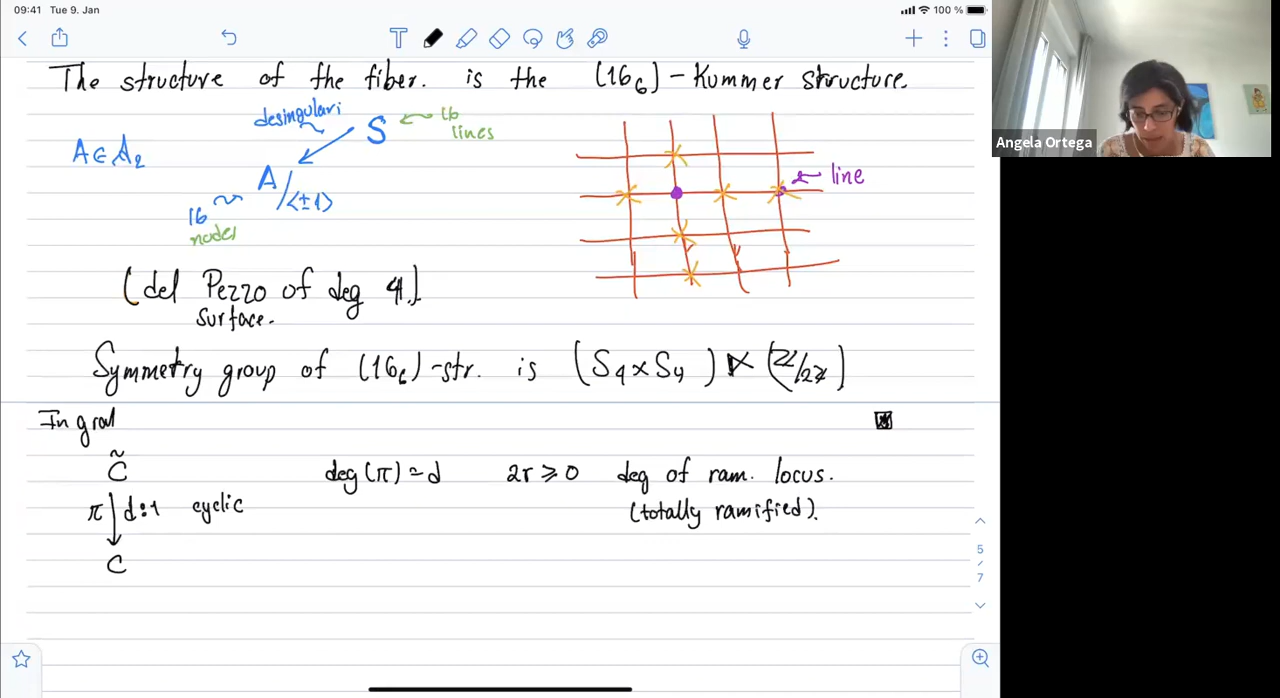 09:41 Tue 9. Jan
100 %
The structure of the fiber. is the (16₆) - Kummer structure.
desingulari
S
16
lines
A ∈ A₂
A/<±1>
16
nodes
line
(del Pezzo of deg 4).
surface.
Symmetry group of (16₆)-str. is (S₄ × S₄) ⋊ (Z/2Z)
In gral
C̃
deg(π) = d 2r ⩾ 0 deg of ram. locus.
π d:1 cyclic
(totally ramified).
C
5
/
7
T
Angela Ortega